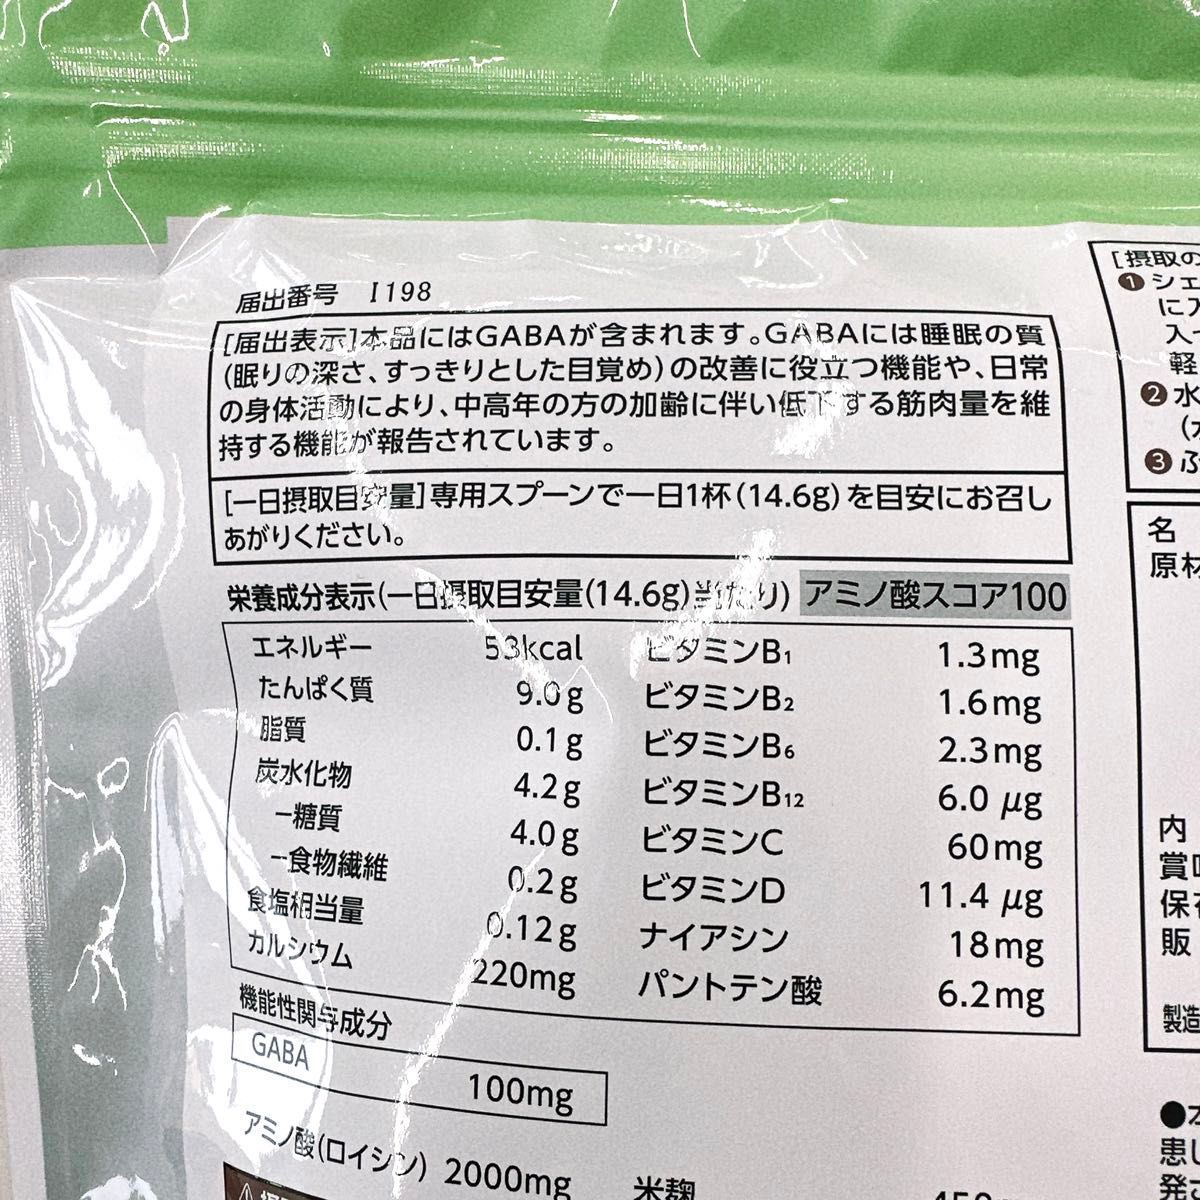 届出番号 I198
[届出表示]本品にはGABAが含まれます。GABAには睡眠の質
(眠りの深さ、すっきりとした目覚め)の改善に役立つ機能や、日常
の身体活動により、中高年の方の加齢に伴い低下する筋肉量を維
持する機能が報告されています。
[一日摂取目安量]専用スプーンで一日1杯(14.6g)を目安にお召し
あがりください。
栄養成分表示(一日摂取目安量(14.6g)当たり) アミノ酸スコア100
エネルギー 53kcal
たんぱく質 9.0g
脂質 0.1g
炭水化物 4.2g
−糖質 4.0g
−食物繊維 0.2g
食塩相当量 0.12g
カルシウム 220mg
ビタミンB₁ 1.3mg
ビタミンB₂ 1.6mg
ビタミンB₆ 2.3mg
ビタミンB₁₂ 6.0μg
ビタミンC 60mg
ビタミンD 11.4μg
ナイアシン 18mg
パントテン酸 6.2mg
機能性関与成分
GABA 100mg
アミノ酸(ロイシン) 2000mg 米麹
[摂取の
❶シェ
に入
入
軽
❷水
❸ぷ
名
原材
内
賞味
保存
販
製造
患し
発さ